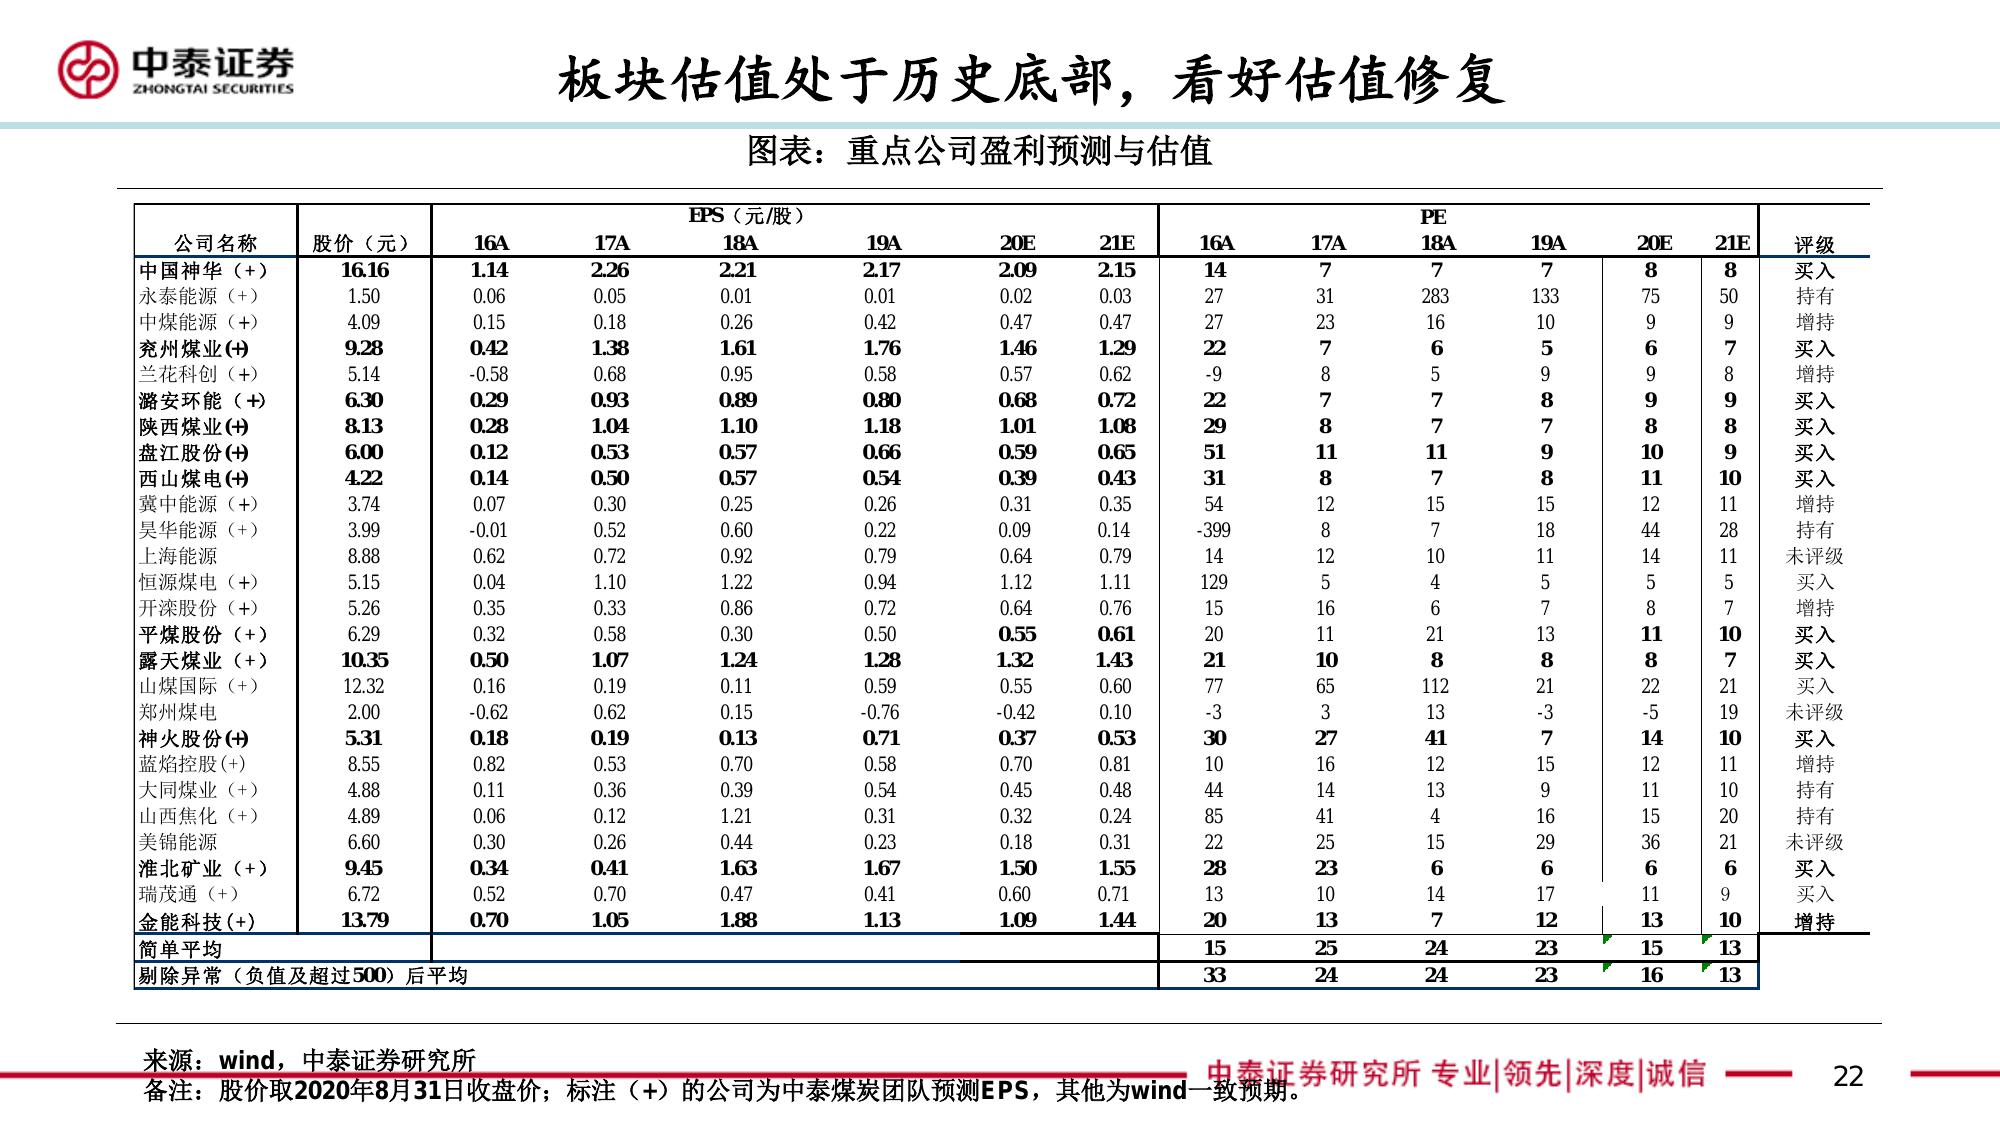 中泰证券
ZHONGTAI SECURITIES
板块估值处于历史底部，看好估值修复
图表：重点公司盈利预测与估值
EPS（元/股） PE
公司名称 股价（元） 16A 17A 18A 19A 20E 21E 16A 17A 18A 19A 20E 21E 评级
中国神华（+） 16.16 1.14 2.26 2.21 2.17 2.09 2.15 14 7 7 7 8 8 买入
永泰能源（+） 1.50 0.06 0.05 0.01 0.01 0.02 0.03 27 31 283 133 75 50 持有
中煤能源（+） 4.09 0.15 0.18 0.26 0.42 0.47 0.47 27 23 16 10 9 9 增持
兖州煤业(+) 9.28 0.42 1.38 1.61 1.76 1.46 1.29 22 7 6 5 6 7 买入
兰花科创（+） 5.14 -0.58 0.68 0.95 0.58 0.57 0.62 -9 8 5 9 9 8 增持
潞安环能（+） 6.30 0.29 0.93 0.89 0.80 0.68 0.72 22 7 7 8 9 9 买入
陕西煤业(+) 8.13 0.28 1.04 1.10 1.18 1.01 1.08 29 8 7 7 8 8 买入
盘江股份(+) 6.00 0.12 0.53 0.57 0.66 0.59 0.65 51 11 11 9 10 9 买入
西山煤电(+) 4.22 0.14 0.50 0.57 0.54 0.39 0.43 31 8 7 8 11 10 买入
冀中能源（+） 3.74 0.07 0.30 0.25 0.26 0.31 0.35 54 12 15 15 12 11 增持
昊华能源（+） 3.99 -0.01 0.52 0.60 0.22 0.09 0.14 -399 8 7 18 44 28 持有
上海能源 8.88 0.62 0.72 0.92 0.79 0.64 0.79 14 12 10 11 14 11 未评级
恒源煤电（+） 5.15 0.04 1.10 1.22 0.94 1.12 1.11 129 5 4 5 5 5 买入
开滦股份（+） 5.26 0.35 0.33 0.86 0.72 0.64 0.76 15 16 6 7 8 7 增持
平煤股份（+） 6.29 0.32 0.58 0.30 0.50 0.55 0.61 20 11 21 13 11 10 买入
露天煤业（+） 10.35 0.50 1.07 1.24 1.28 1.32 1.43 21 10 8 8 8 7 买入
山煤国际（+） 12.32 0.16 0.19 0.11 0.59 0.55 0.60 77 65 112 21 22 21 买入
郑州煤电 2.00 -0.62 0.62 0.15 -0.76 -0.42 0.10 -3 3 13 -3 -5 19 未评级
神火股份(+) 5.31 0.18 0.19 0.13 0.71 0.37 0.53 30 27 41 7 14 10 买入
蓝焰控股(+) 8.55 0.82 0.53 0.70 0.58 0.70 0.81 10 16 12 15 12 11 增持
大同煤业（+） 4.88 0.11 0.36 0.39 0.54 0.45 0.48 44 14 13 9 11 10 持有
山西焦化（+） 4.89 0.06 0.12 1.21 0.31 0.32 0.24 85 41 4 16 15 20 持有
美锦能源 6.60 0.30 0.26 0.44 0.23 0.18 0.31 22 25 15 29 36 21 未评级
淮北矿业（+） 9.45 0.34 0.41 1.63 1.67 1.50 1.55 28 23 6 6 6 6 买入
瑞茂通（+） 6.72 0.52 0.70 0.47 0.41 0.60 0.71 13 10 14 17 11 9 买入
金能科技(+) 13.79 0.70 1.05 1.88 1.13 1.09 1.44 20 13 7 12 13 10 增持
简单平均 15 25 24 23 15 13
剔除异常（负值及超过500）后平均 33 24 24 23 16 13
来源：wind，中泰证券研究所
备注：股价取2020年8月31日收盘价；标注（+）的公司为中泰煤炭团队预测EPS，其他为wind一致预期。
中泰证券研究所 专业|领先|深度|诚信
22